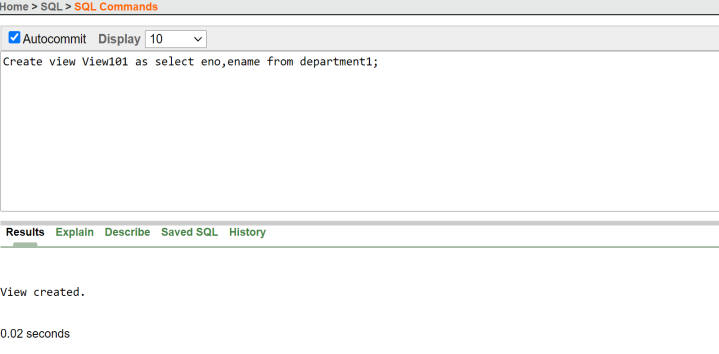 Home > SQL > SQL Commands
Autocommit Display 10
Create view View101 as select eno,ename from department1;
Results Explain Describe Saved SQL History
View created.
0.02 seconds